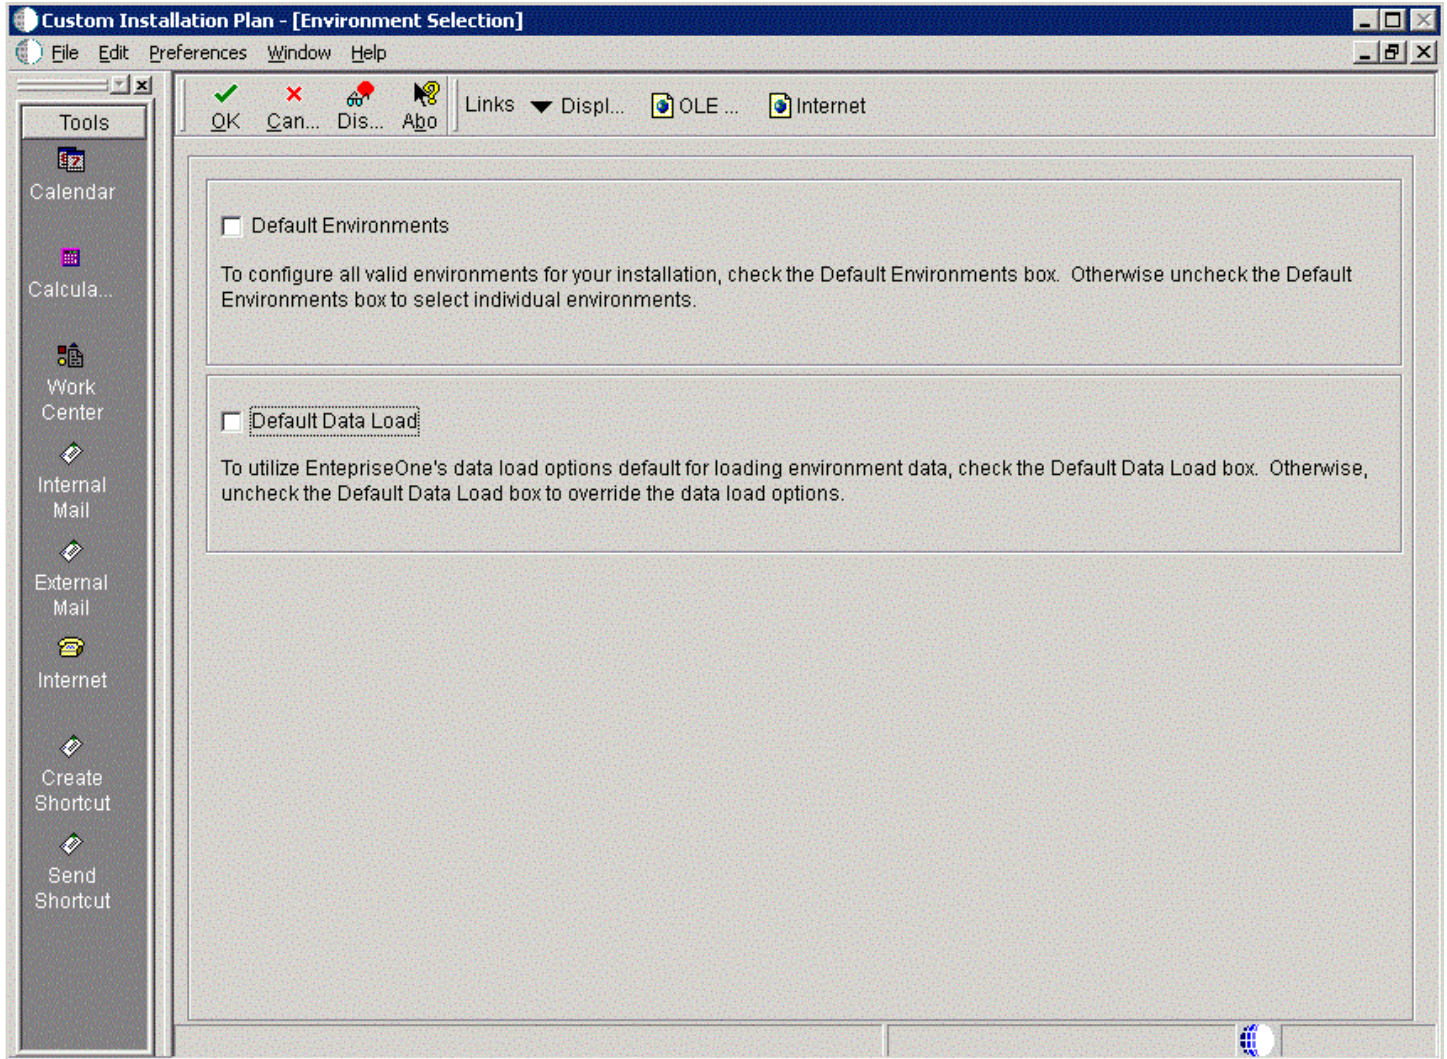 Custom Installation Plan - [Environment Selection]
File Edit Preferences Window Help
Tools
OK Can... Dis... Abo Links Displ... OLE ... Internet
Calendar
Calcula...
Work
Center
Internal
Mail
External
Mail
Internet
Create
Shortcut
Send
Shortcut
Default Environments
To configure all valid environments for your installation, check the Default Environments box. Otherwise uncheck the Default
Environments box to select individual environments.
Default Data Load
To utilize EntepriseOne's data load options default for loading environment data, check the Default Data Load box. Otherwise,
uncheck the Default Data Load box to override the data load options.